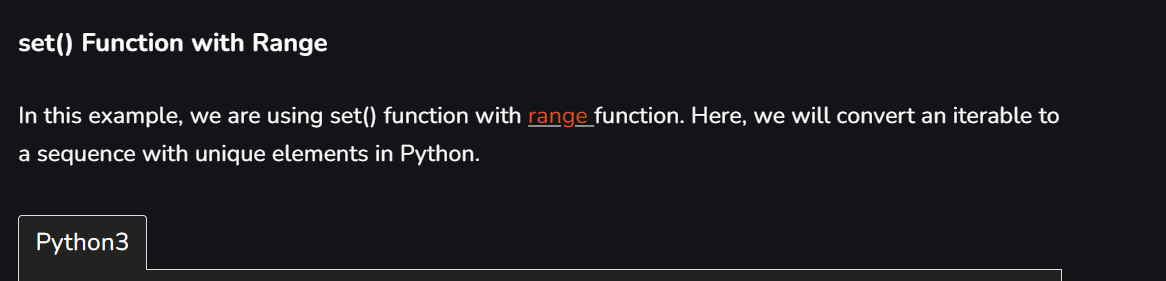 set() Function with Range
In this example, we are using set() function with range function. Here, we will convert an iterable to
a sequence with unique elements in Python.
Python3